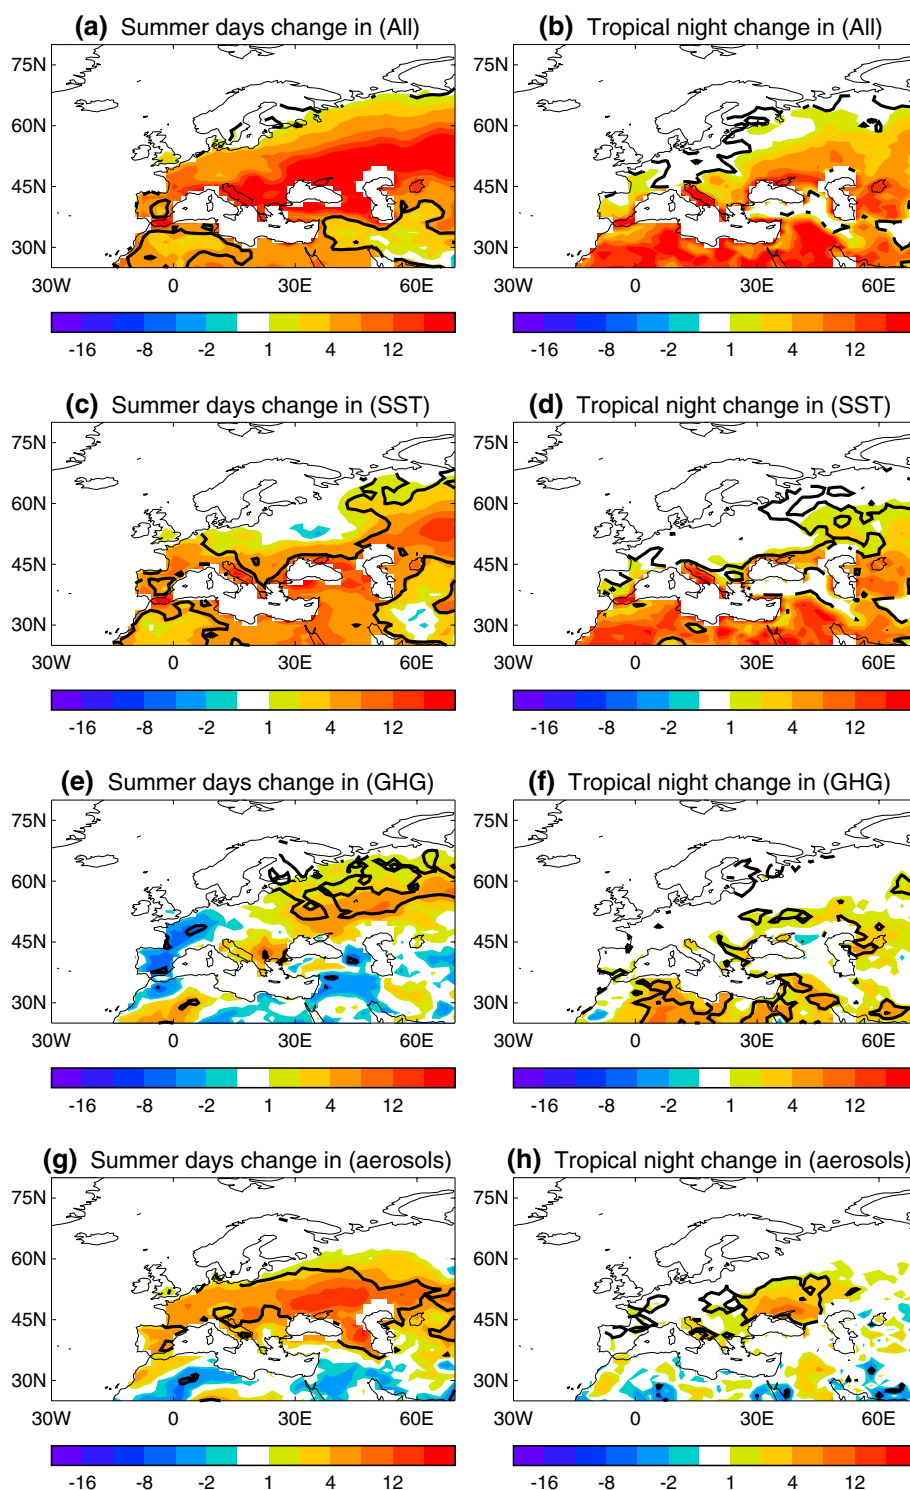 (a) Summer days change in (All)
(b) Tropical night change in (All)
75N
60N
45N
30N
30W 0 30E 60E
75N
60N
45N
30N
30W 0 30E 60E
-16 -8 -2 1 4 12
-16 -8 -2 1 4 12
(c) Summer days change in (SST)
(d) Tropical night change in (SST)
75N
60N
45N
30N
30W 0 30E 60E
75N
60N
45N
30N
30W 0 30E 60E
-16 -8 -2 1 4 12
-16 -8 -2 1 4 12
(e) Summer days change in (GHG)
(f) Tropical night change in (GHG)
75N
60N
45N
30N
30W 0 30E 60E
75N
60N
45N
30N
30W 0 30E 60E
-16 -8 -2 1 4 12
-16 -8 -2 1 4 12
(g) Summer days change in (aerosols)
(h) Tropical night change in (aerosols)
75N
60N
45N
30N
30W 0 30E 60E
75N
60N
45N
30N
30W 0 30E 60E
-16 -8 -2 1 4 12
-16 -8 -2 1 4 12